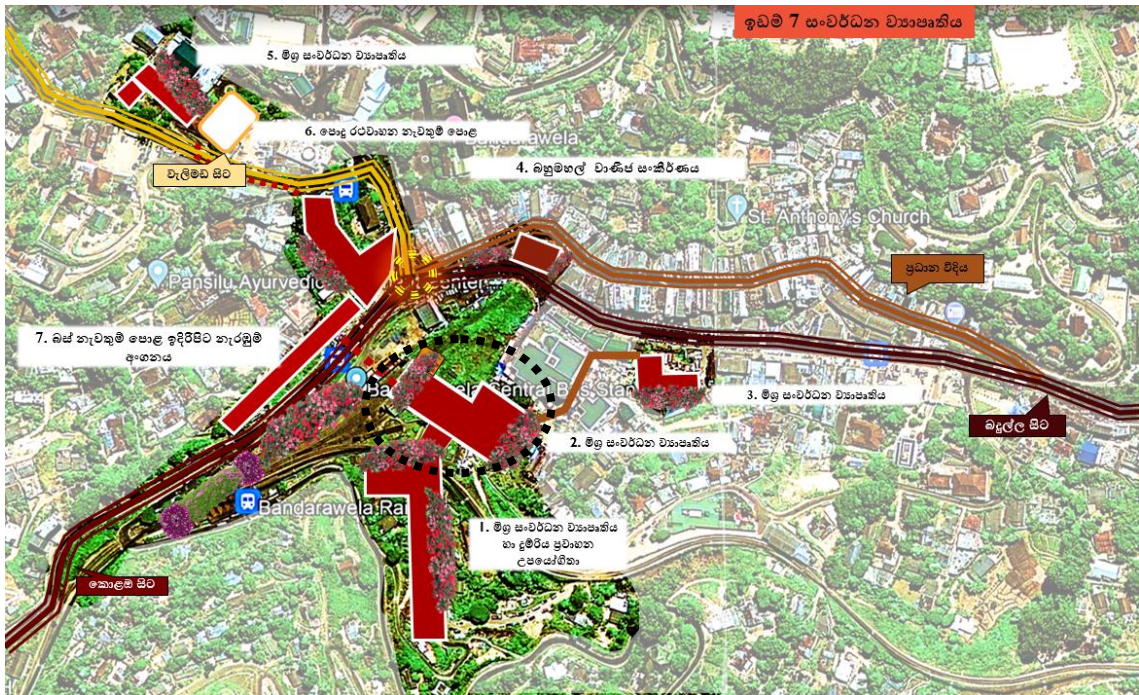 ඉඩම් 7 සංවර්ධන ව්‍යාපෘතිය
5. මිශ්‍ර සංවර්ධන ව්‍යාපෘතිය
6. පොදු රථවාහන නැවතුම් පොළ
වැලිමඩ සිට
4. බහුමහල් වාණිජ සංකීර්ණය
St. Anthony's Church
ප්‍රධාන වීදිය
Pansilu Ayurvedic
7. බස් නැවතුම් පොළ ඉදිරිපිට නැරඹුම්
අංගනය
3. මිශ්‍ර සංවර්ධන ව්‍යාපෘතිය
බදුල්ල සිට
2. මිශ්‍ර සංවර්ධන ව්‍යාපෘතිය
Bandarawela Rai
1. මිශ්‍ර සංවර්ධන ව්‍යාපෘතිය
හා දුම්රිය ප්‍රවාහන
උපයෝගිතා
කොළඹ සිට